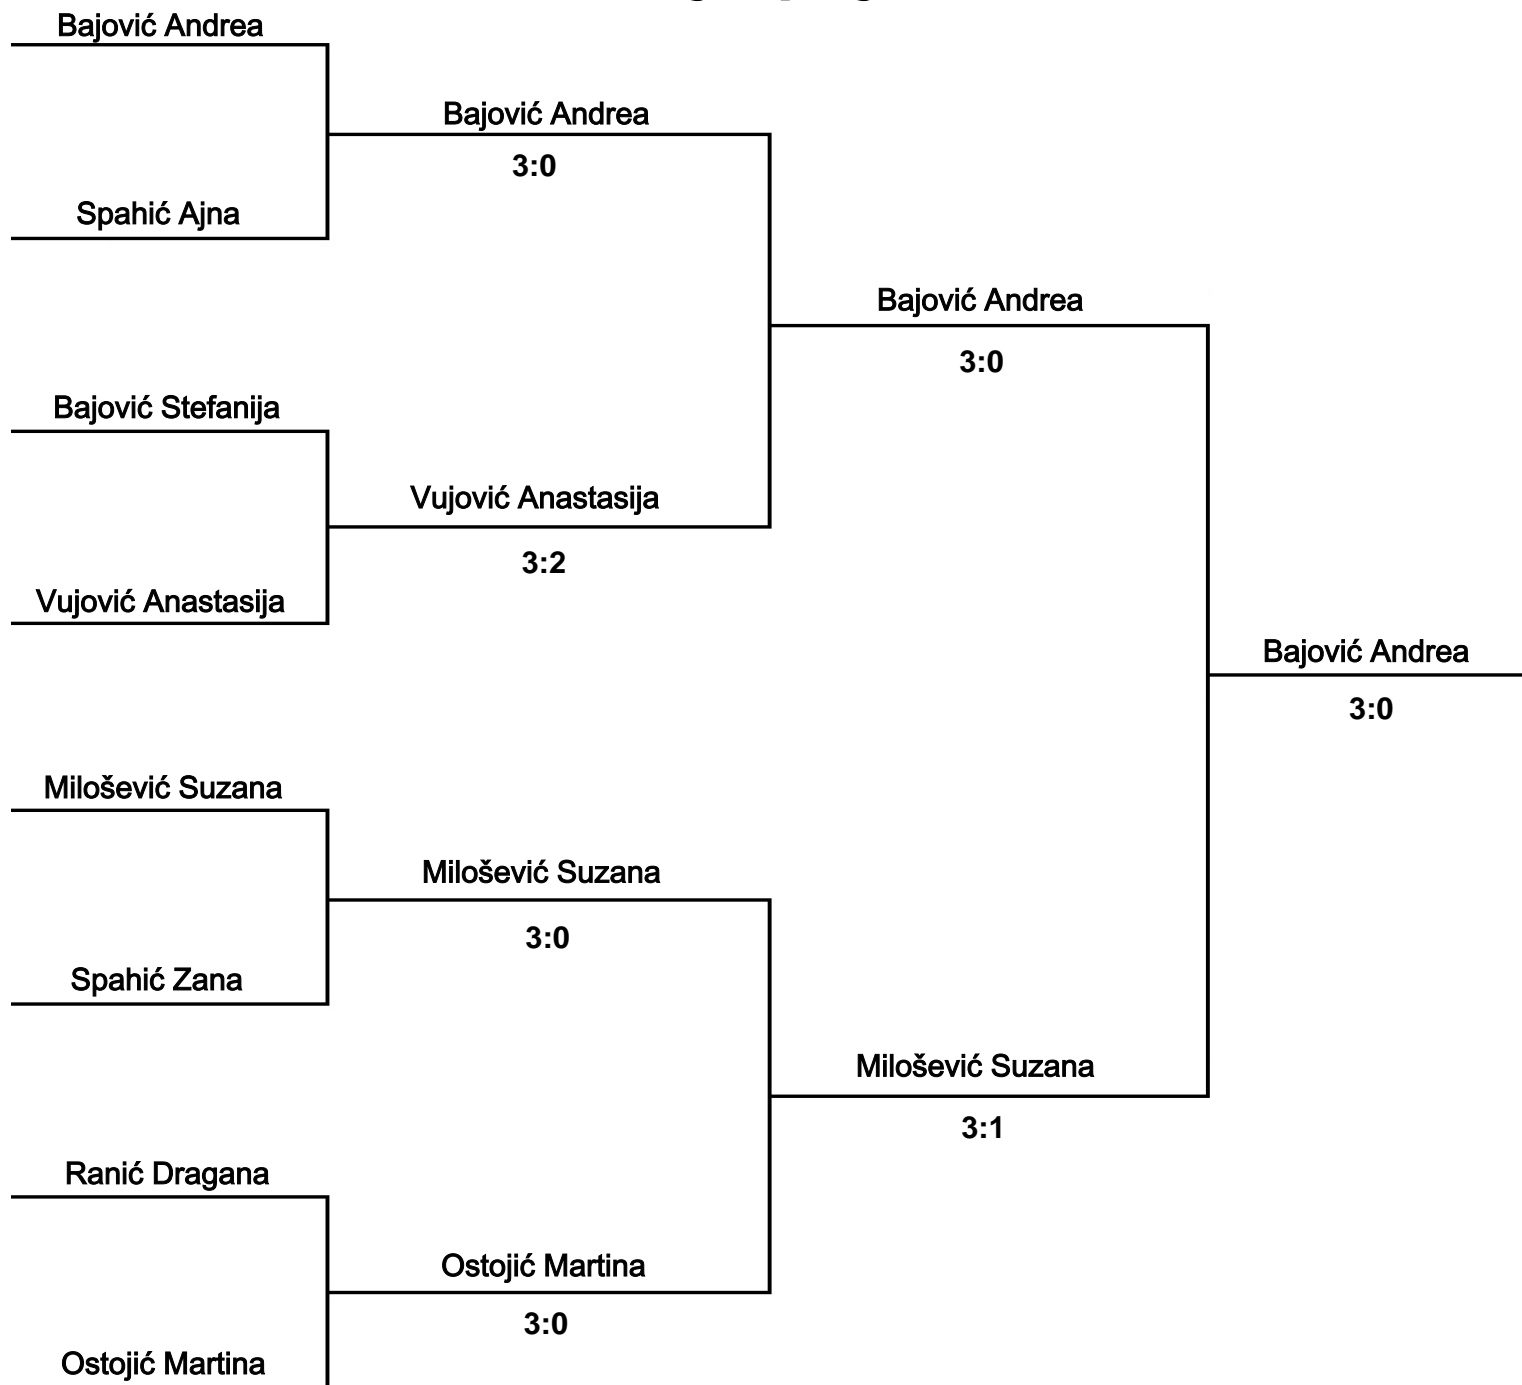 Bajović Andrea
Bajović Andrea
3:0
Spahić Ajna
Bajović Andrea
3:0
Bajović Stefanija
Vujović Anastasija
3:2
Vujović Anastasija
Bajović Andrea
3:0
Milošević Suzana
Milošević Suzana
3:0
Spahić Zana
Milošević Suzana
3:1
Ranić Dragana
Ostojić Martina
3:0
Ostojić Martina